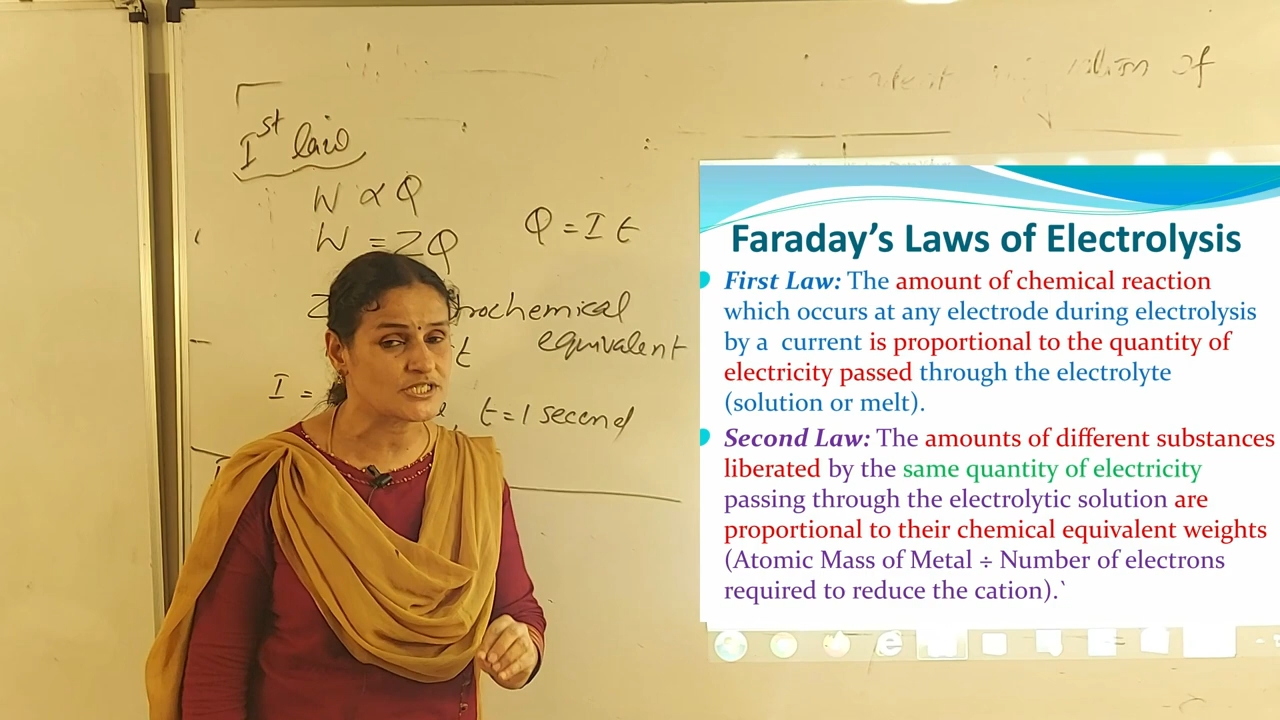 Ist law
W ∝ Q
W = ZQ
Q = I t
equivalent
I =
t = 1 second
Faraday's Laws of Electrolysis
First Law: The amount of chemical reaction
which occurs at any electrode during electrolysis
by a current is proportional to the quantity of
electricity passed through the electrolyte
(solution or melt).
Second Law: The amounts of different substances
liberated by the same quantity of electricity
passing through the electrolytic solution are
proportional to their chemical equivalent weights
(Atomic Mass of Metal ÷ Number of electrons
required to reduce the cation).`